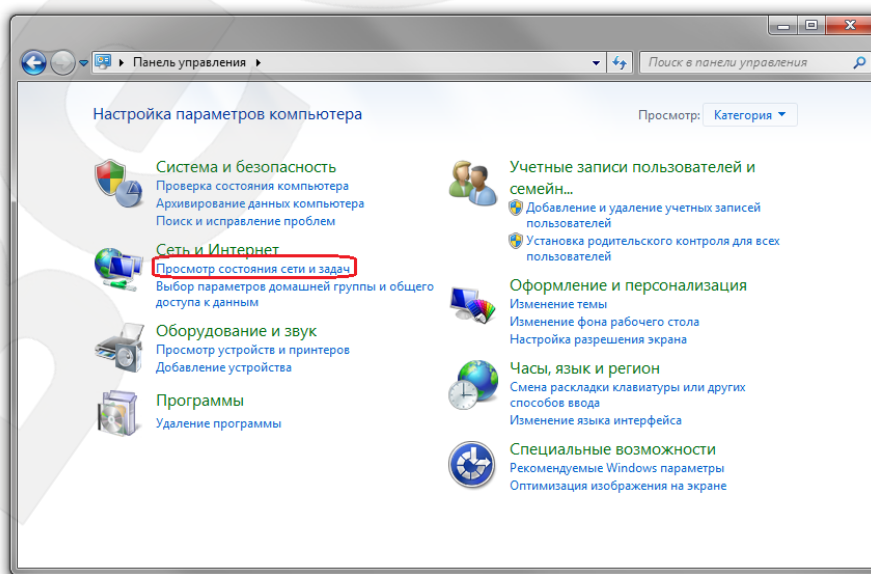 Панель управления
Поиск в панели управления
Настройка параметров компьютера
Просмотр: Категория
Система и безопасность
Проверка состояния компьютера
Архивирование данных компьютера
Поиск и исправление проблем
Сеть и Интернет
Просмотр состояния сети и задач
Выбор параметров домашней группы и общего
доступа к данным
Оборудование и звук
Просмотр устройств и принтеров
Добавление устройства
Программы
Удаление программы
Учетные записи пользователей и
семейн...
Добавление и удаление учетных записей
пользователей
Установка родительского контроля для всех
пользователей
Оформление и персонализация
Изменение темы
Изменение фона рабочего стола
Настройка разрешения экрана
Часы, язык и регион
Смена раскладки клавиатуры или других
способов ввода
Изменение языка интерфейса
Специальные возможности
Рекомендуемые Windows параметры
Оптимизация изображения на экране